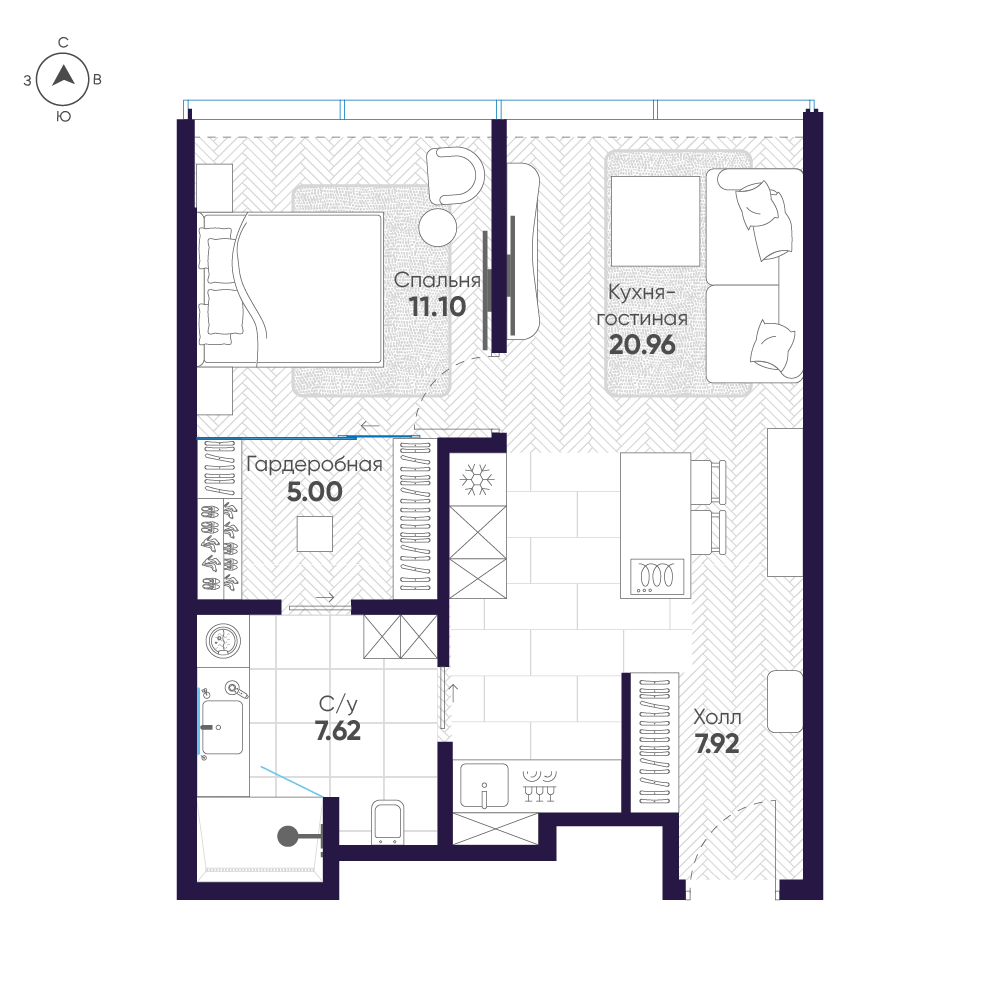 С
З
В
Ю
Спальня
11.10
Кухня-
гостиная
20.96
Гардеробная
5.00
С/у
7.62
Холл
7.92